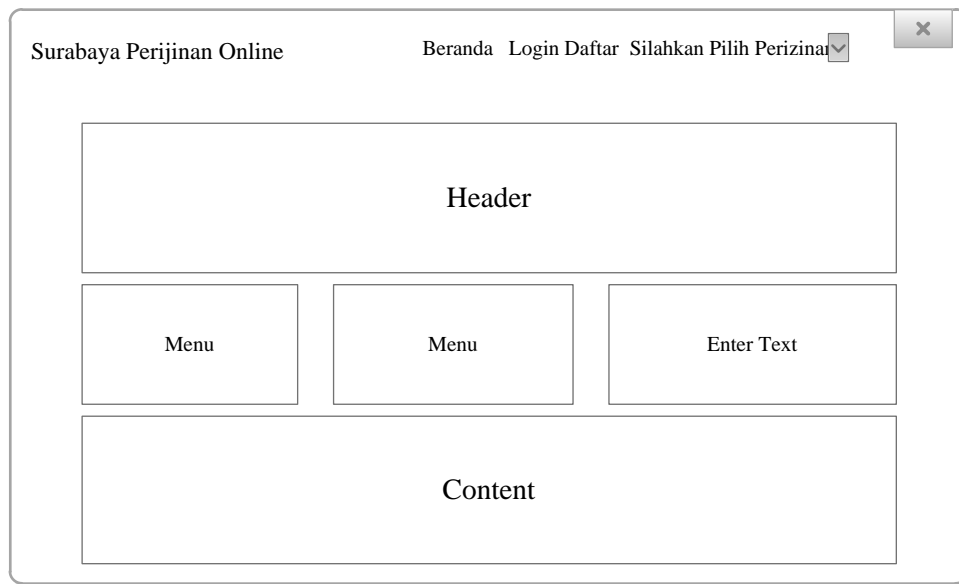 Surabaya Perijinan Online
Beranda Login Daftar Silahkan Pilih Perizinan
Header
Menu Menu Enter Text
Content